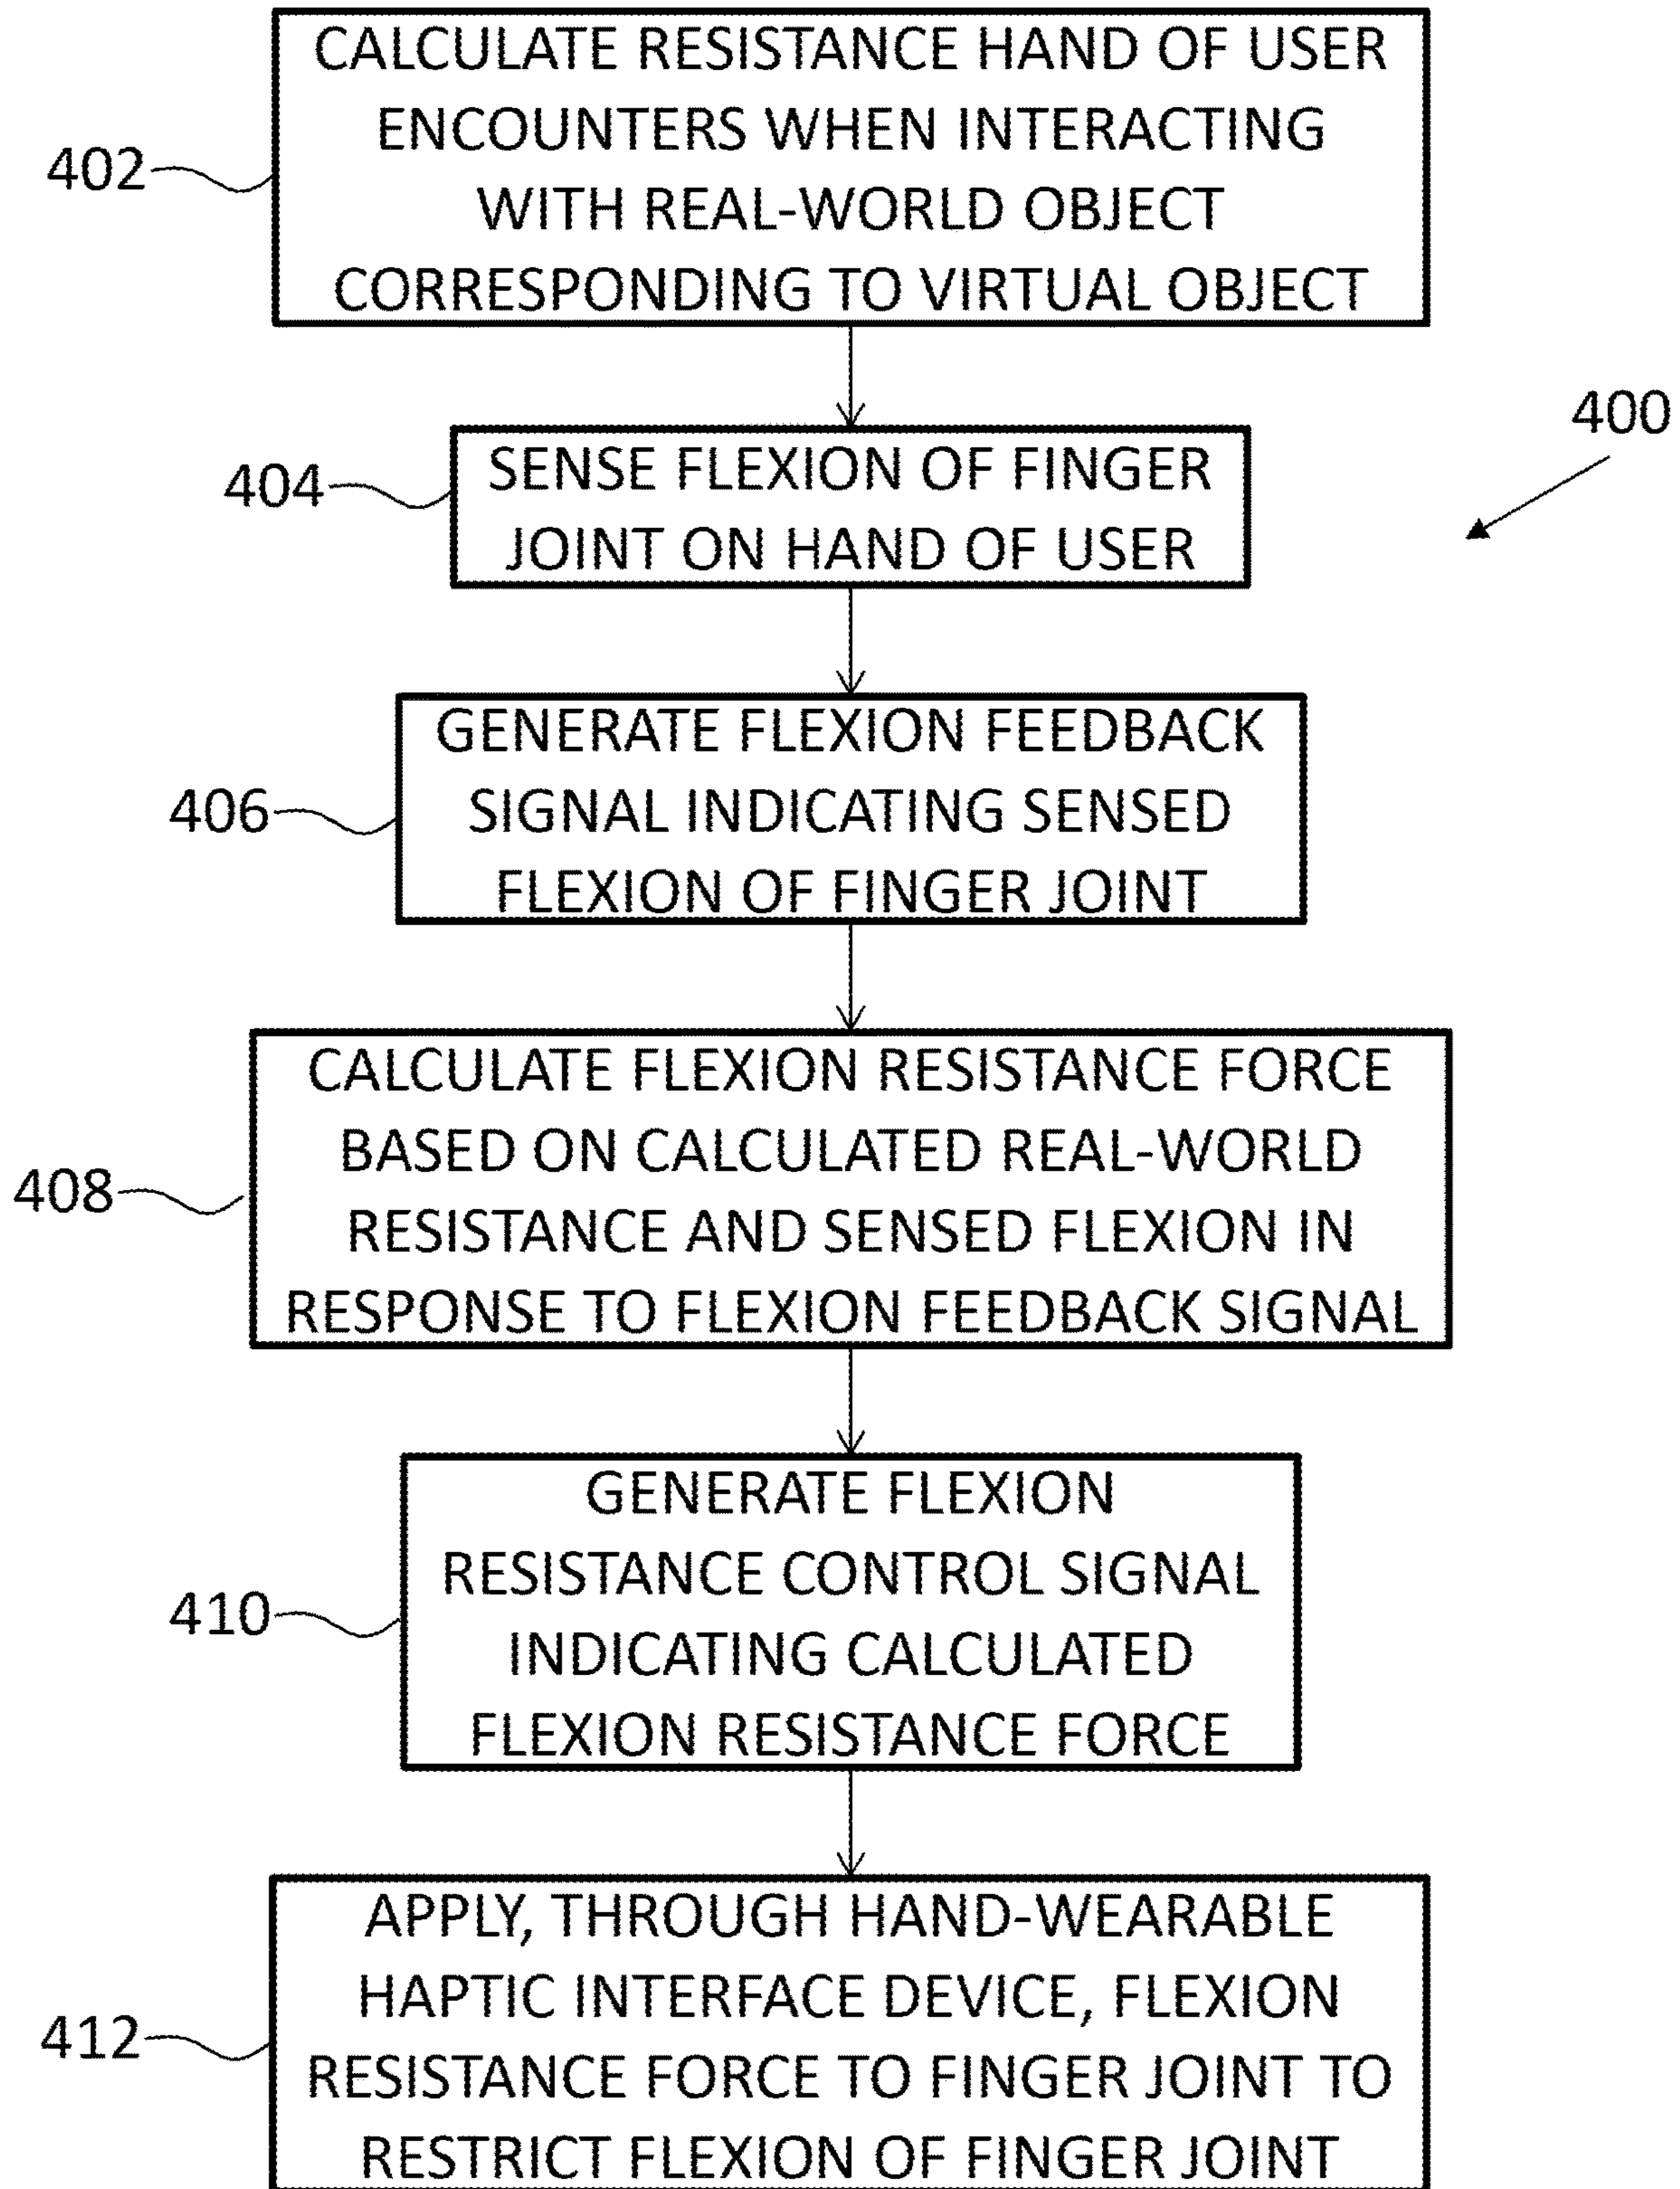 CALCULATE RESISTANCE HAND OF USER
ENCOUNTERS WHEN INTERACTING
WITH REAL-WORLD OBJECT
CORRESPONDING TO VIRTUAL OBJECT
402
400
SENSE FLEXION OF FINGER
JOINT ON HAND OF USER
404
GENERATE FLEXION FEEDBACK
SIGNAL INDICATING SENSED
FLEXION OF FINGER JOINT
406
CALCULATE FLEXION RESISTANCE FORCE
BASED ON CALCULATED REAL-WORLD
RESISTANCE AND SENSED FLEXION IN
RESPONSE TO FLEXION FEEDBACK SIGNAL
408
GENERATE FLEXION
RESISTANCE CONTROL SIGNAL
INDICATING CALCULATED
FLEXION RESISTANCE FORCE
410
APPLY, THROUGH HAND-WEARABLE
HAPTIC INTERFACE DEVICE, FLEXION
RESISTANCE FORCE TO FINGER JOINT TO
RESTRICT FLEXION OF FINGER JOINT
412